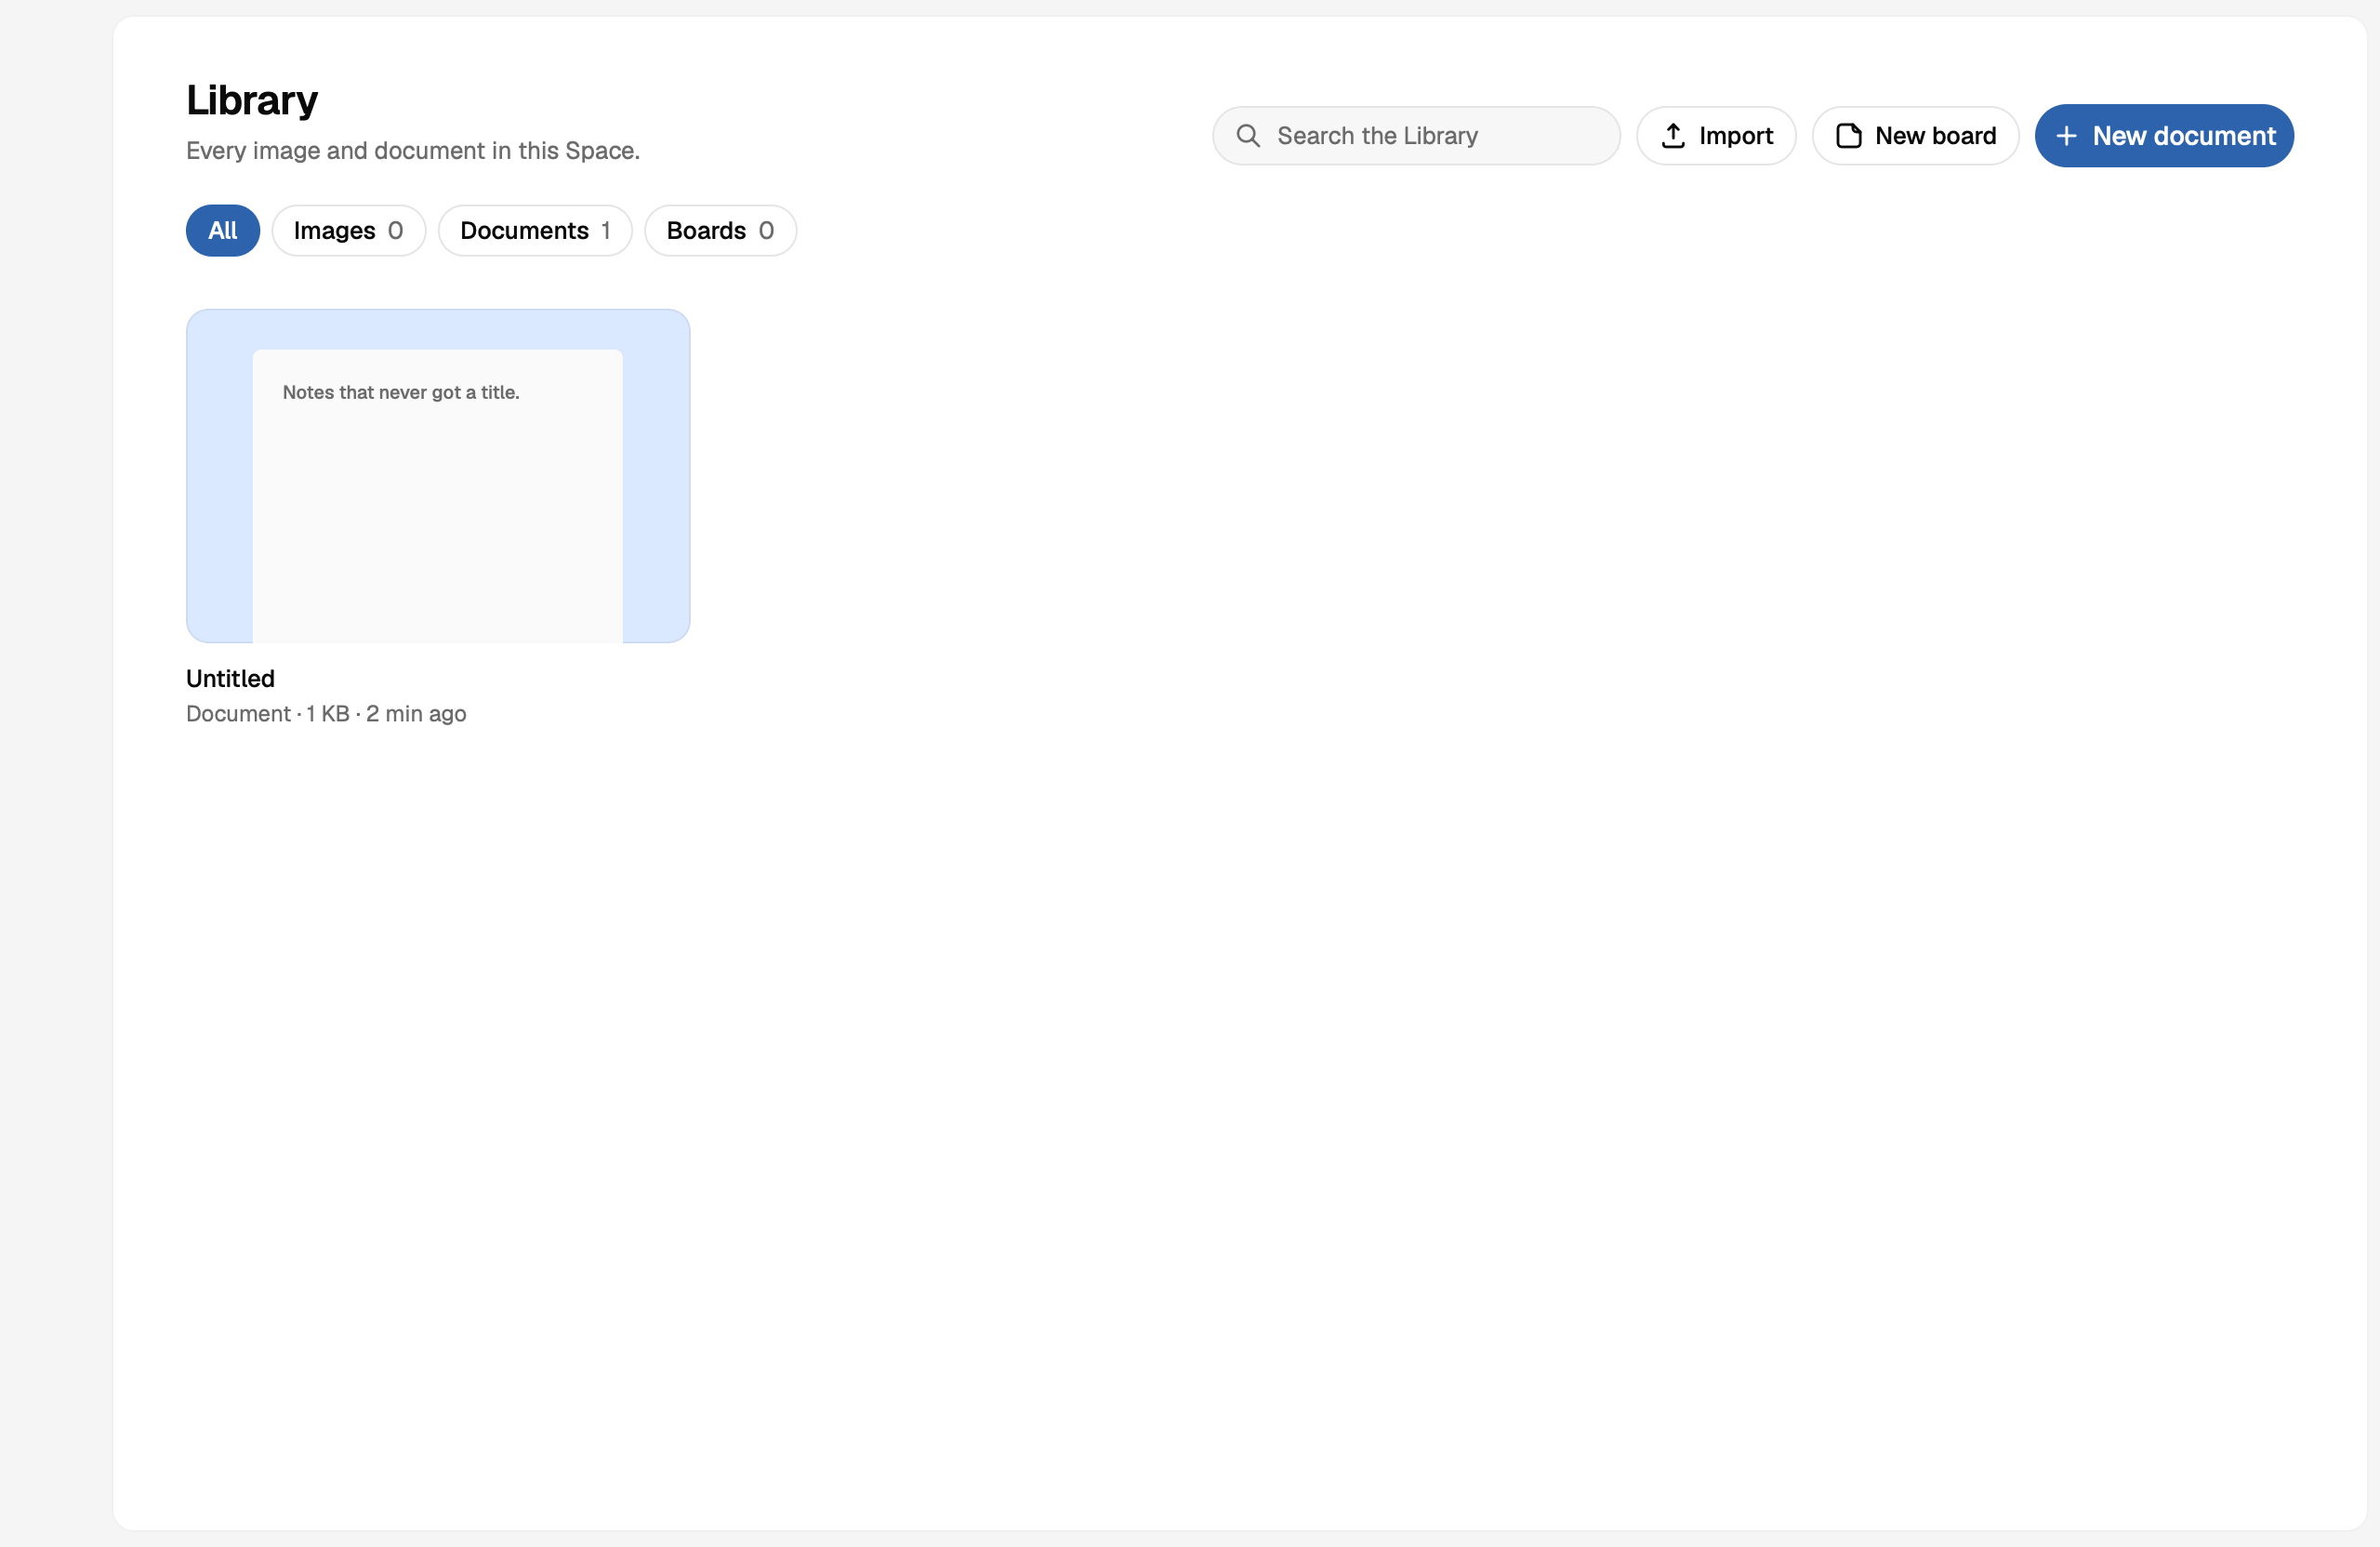 Library
Every image and document in this Space.
Search the Library
Import
New board
New document
All
Images 0
Documents 1
Boards 0
Notes that never got a title.
Untitled
Document · 1 KB · 2 min ago